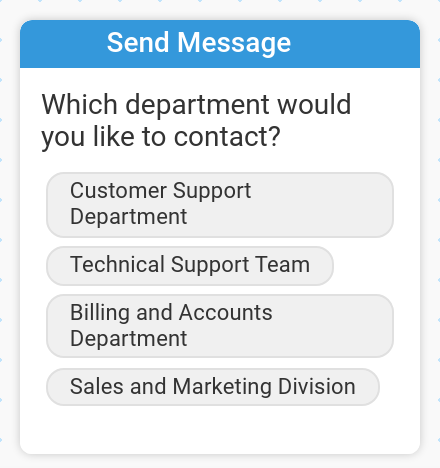 Send Message
Which department would
you like to contact?
Customer Support
Department
Technical Support Team
Billing and Accounts
Department
Sales and Marketing Division